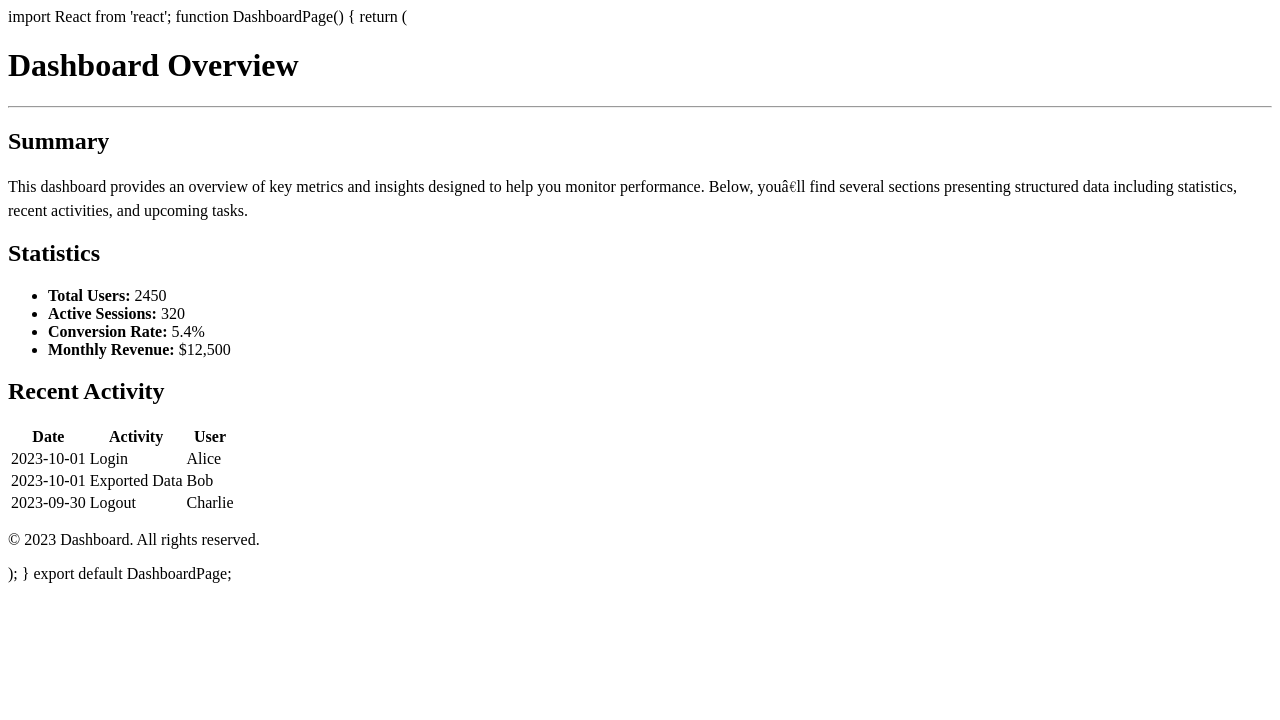 import React from 'react'; function DashboardPage() { return (
Dashboard Overview
Summary
This dashboard provides an overview of key metrics and insights designed to help you monitor performance. Below, youâ€ll find several sections presenting structured data including statistics,
recent activities, and upcoming tasks.
Statistics
• Total Users: 2450
• Active Sessions: 320
• Conversion Rate: 5.4%
• Monthly Revenue: $12,500
Recent Activity
Date Activity User
2023-10-01 Login Alice
2023-10-01 Exported Data Bob
2023-09-30 Logout Charlie
© 2023 Dashboard. All rights reserved.
); } export default DashboardPage;